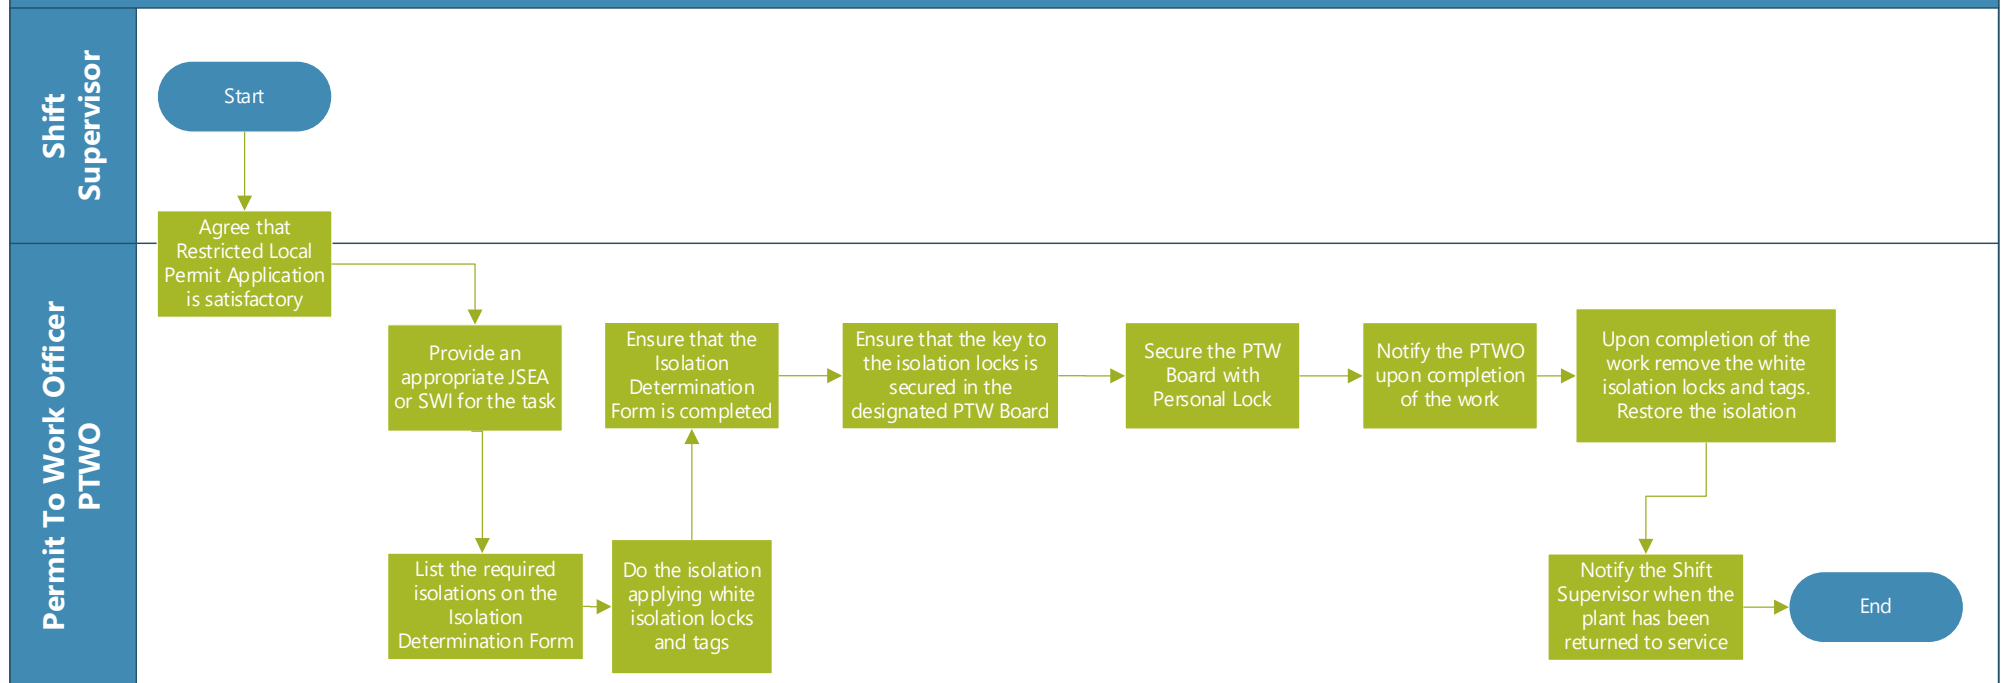 Shift
Supervisor
Start
Agree that
Restricted Local
Permit Application
is satisfactory
Permit To Work Officer
PTWO
Provide an
appropriate JSEA
or SWI for the task
List the required
isolations on the
Isolation
Determination Form
Do the isolation
applying white
isolation locks
and tags
Ensure that the
Isolation
Determination
Form is completed
Ensure that the key to
the isolation locks is
secured in the
designated PTW Board
Secure the PTW
Board with
Personal Lock
Notify the PTWO
upon completion
of the work
Upon completion of the
work remove the white
isolation locks and tags.
Restore the isolation
Notify the Shift
Supervisor when the
plant has been
returned to service
End